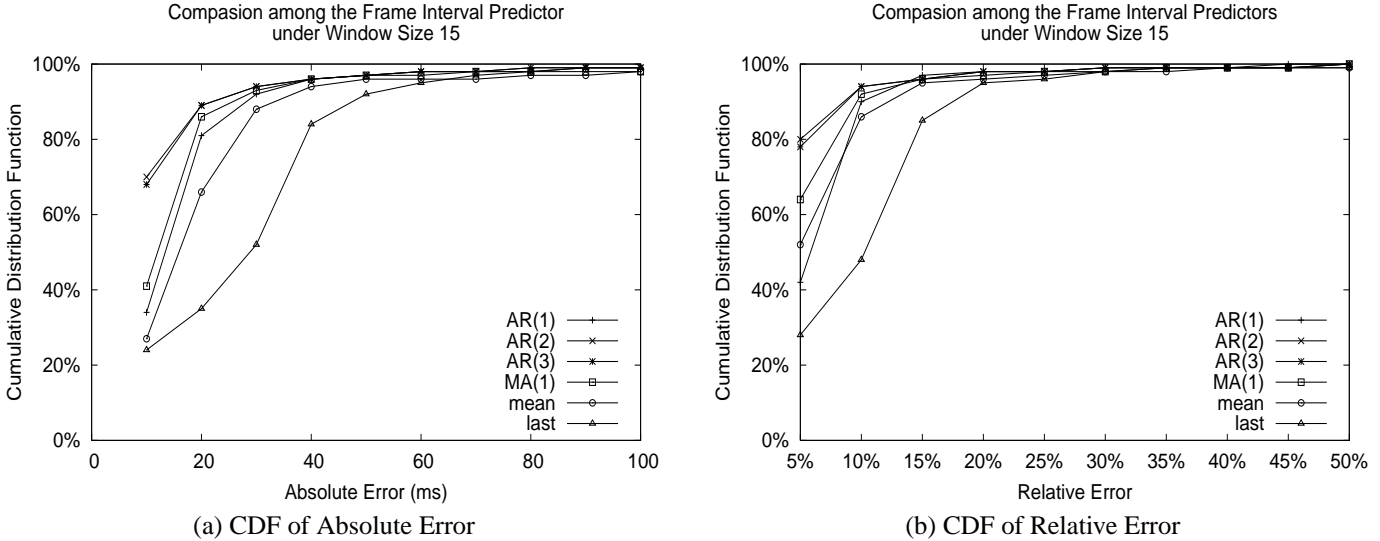 Compasion among the Frame Interval Predictor
under Window Size 15
100%
80%
60%
40%
20%
0%
Cumulative Distribution Function
AR(1)
AR(2)
AR(3)
MA(1)
mean
last
0 20 40 60 80 100
Absolute Error (ms)
(a) CDF of Absolute Error
Compasion among the Frame Interval Predictors
under Window Size 15
100%
80%
60%
40%
20%
0%
Cumulative Distribution Function
AR(1)
AR(2)
AR(3)
MA(1)
mean
last
5% 10% 15% 20% 25% 30% 35% 40% 45% 50%
Relative Error
(b) CDF of Relative Error